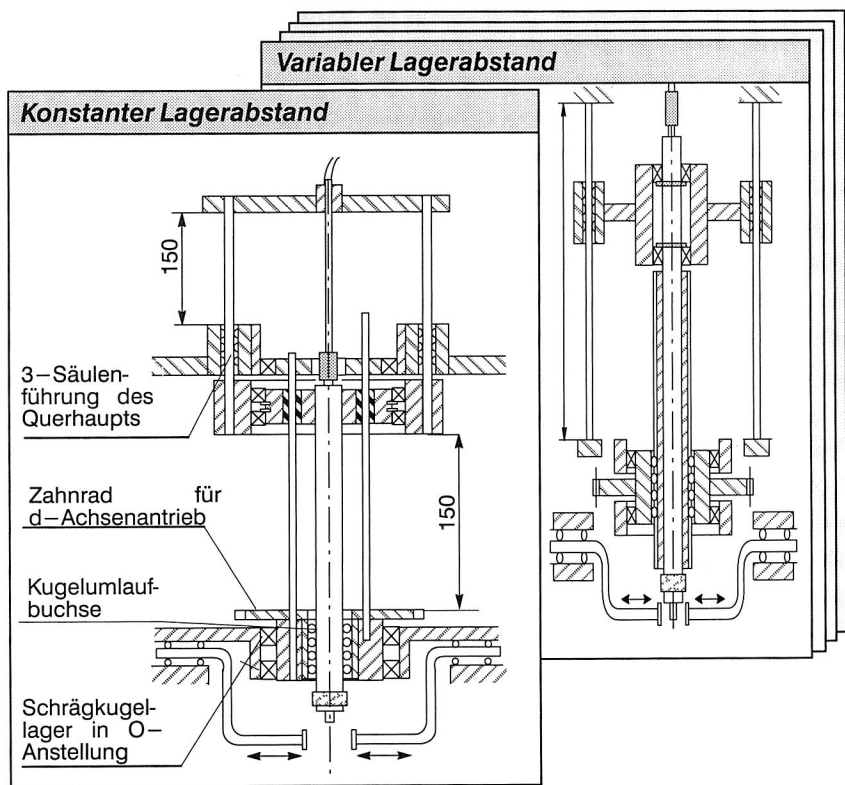 Variabler Lagerabstand
Konstanter Lagerabstand
150
3-Säulen-
führung des
Querhaupts
Zahnrad für
d-Achsenantrieb
150
Kugelumlauf-
buchse
Schrägkugel-
lager in O-
Anstellung